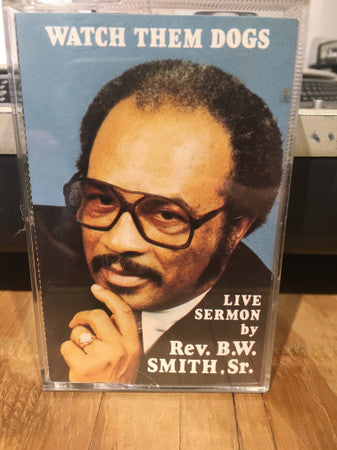 WATCH THEM DOGS
LIVE
SERMON
by
Rev. B.W.
SMITH, Sr.